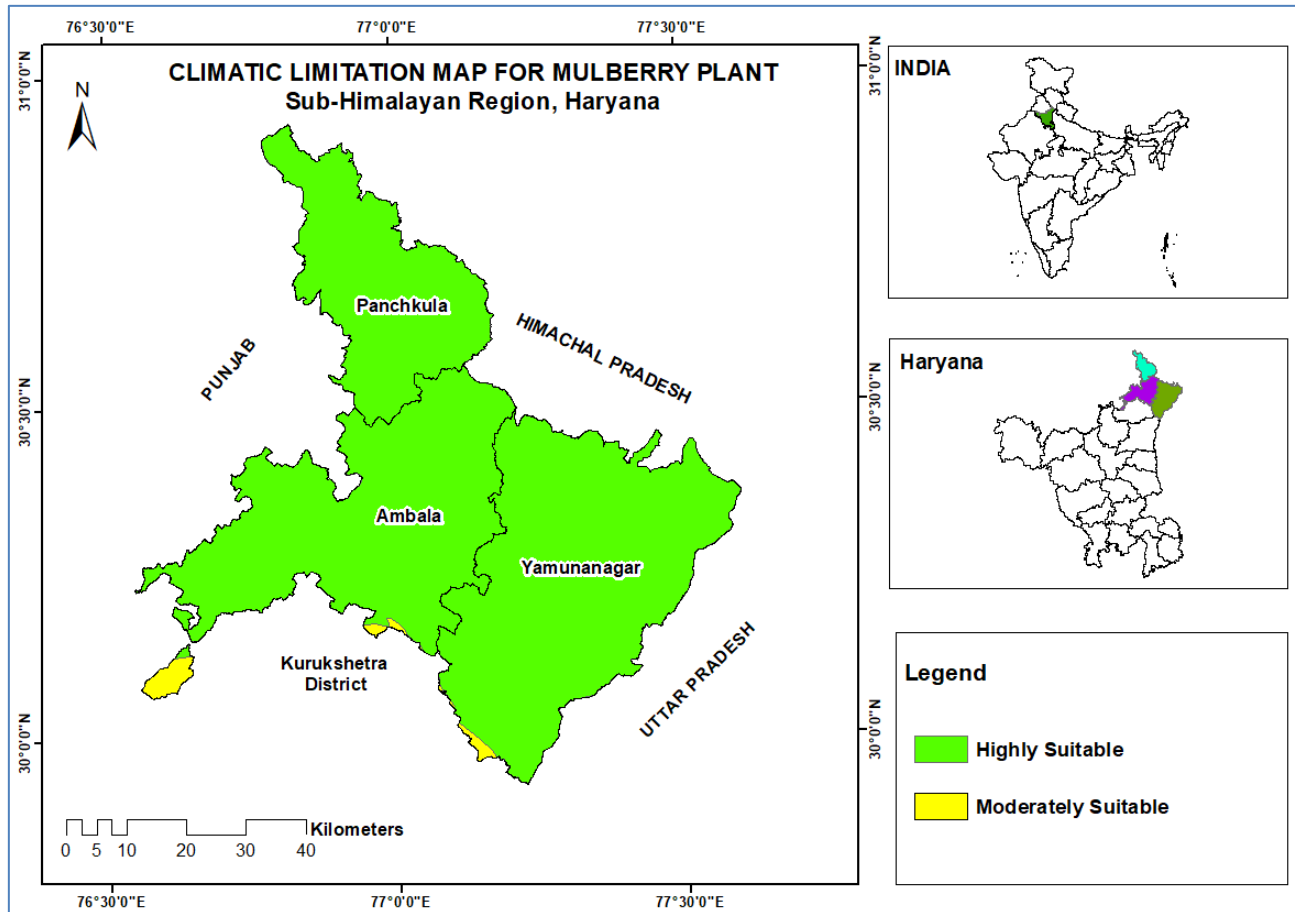 76°30'0"E
77°0'0"E
77°30'0"E
CLIMATIC LIMITATION MAP FOR MULBERRY PLANT
Sub-Himalayan Region, Haryana
N
31°0'0"N
30°30'0"N
30°0'0"N
Panchkula
PUNJAB
HIMACHAL PRADESH
Ambala
Yamunanagar
Kurukshetra
District
UTTAR PRADESH
Kilometers
0 5 10 20 30 40
76°30'0"E
77°0'0"E
77°30'0"E
31°0'0"N
30°30'0"N
30°0'0"N
INDIA
Haryana
Legend
Highly Suitable
Moderately Suitable